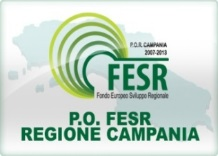 P.O.R. CAMPANIA
2007-2013
FESR
Fondo Europeo Sviluppo Regionale
P.O. FESR
REGIONE CAMPANIA